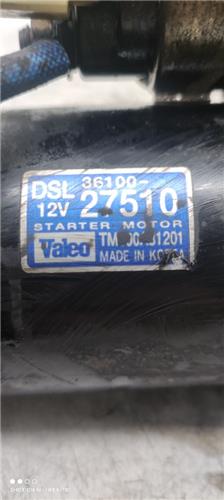 DSL 36100-
12V 27510
STARTER MOTOR
Valeo
MADE IN KOREA